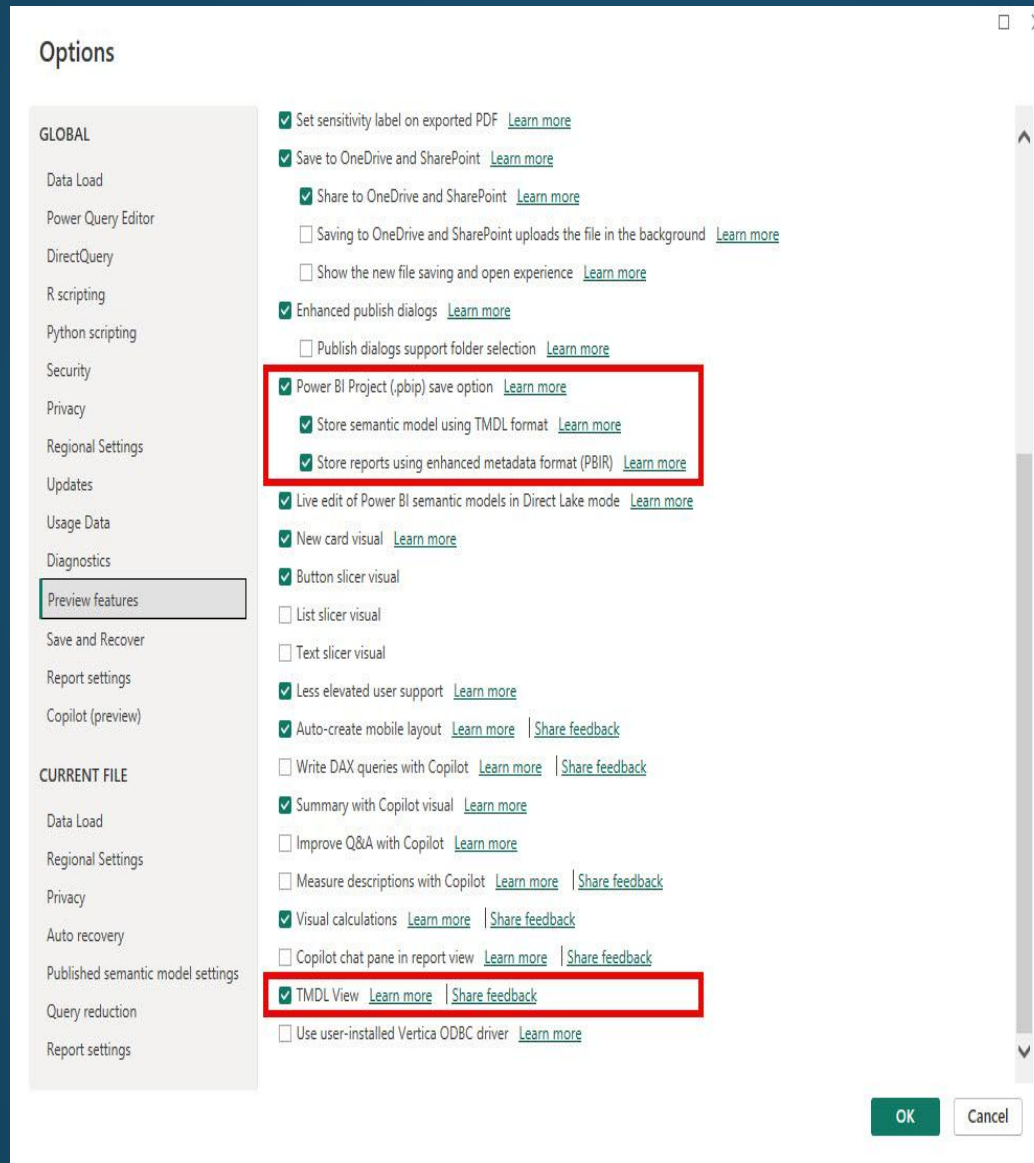 Options
GLOBAL
Data Load
Power Query Editor
DirectQuery
R scripting
Python scripting
Security
Privacy
Regional Settings
Updates
Usage Data
Diagnostics
Preview features
Save and Recover
Report settings
Copilot (preview)
CURRENT FILE
Data Load
Regional Settings
Privacy
Auto recovery
Published semantic model settings
Query reduction
Report settings
Set sensitivity label on exported PDF Learn more
Save to OneDrive and SharePoint Learn more
Share to OneDrive and SharePoint Learn more
Saving to OneDrive and SharePoint uploads the file in the background Learn more
Show the new file saving and open experience Learn more
Enhanced publish dialogs Learn more
Publish dialogs support folder selection Learn more
Power BI Project (.pbip) save option Learn more
Store semantic model using TMDL format Learn more
Store reports using enhanced metadata format (PBIR) Learn more
Live edit of Power BI semantic models in Direct Lake mode Learn more
New card visual Learn more
Button slicer visual
List slicer visual
Text slicer visual
Less elevated user support Learn more
Auto-create mobile layout Learn more | Share feedback
Write DAX queries with Copilot Learn more | Share feedback
Summary with Copilot visual Learn more
Improve Q&A with Copilot Learn more
Measure descriptions with Copilot Learn more | Share feedback
Visual calculations Learn more | Share feedback
Copilot chat pane in report view Learn more | Share feedback
TMDL View Learn more | Share feedback
Use user-installed Vertica ODBC driver Learn more
OK
Cancel